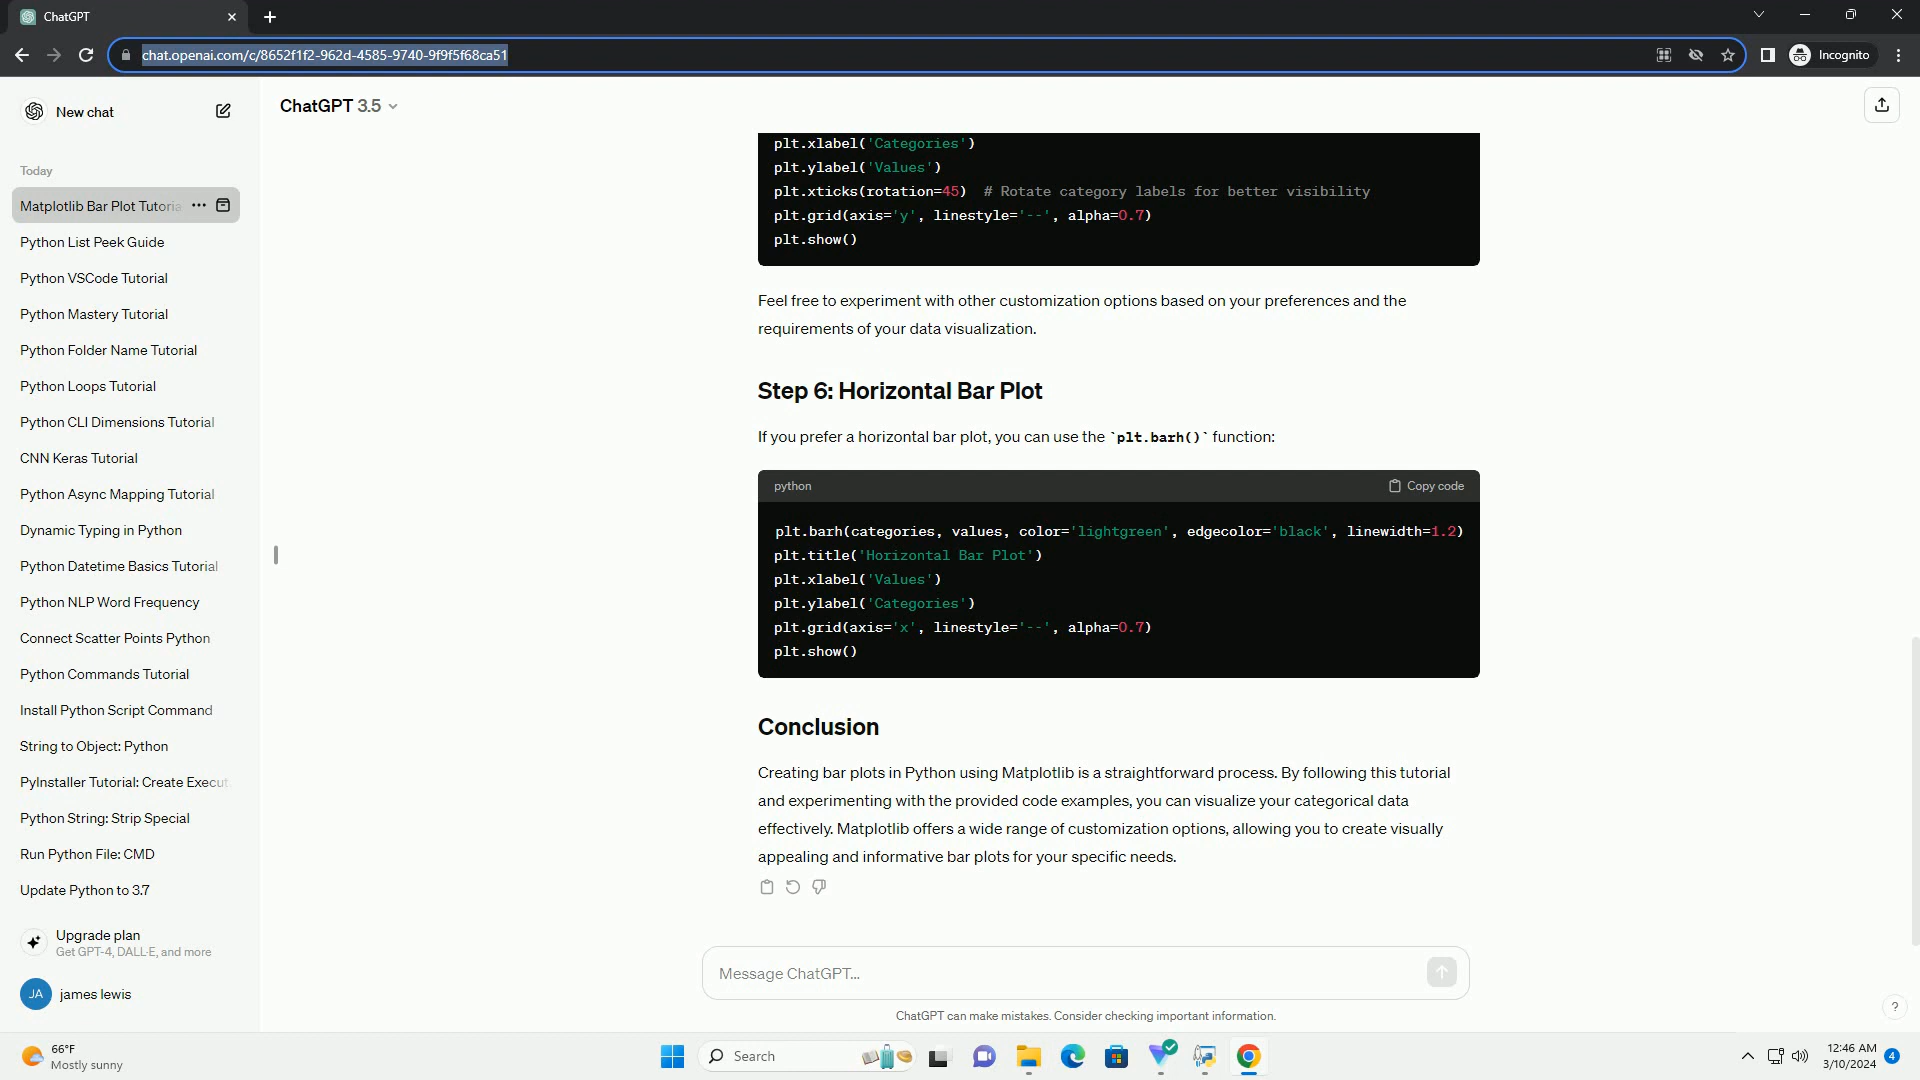 ChatGPT
chat.openai.com/c/8652f1f2-962d-4585-9740-9f9f5f68ca51
Incognito
New chat
Today
Matplotlib Bar Plot Tutoria
Python List Peek Guide
Python VSCode Tutorial
Python Mastery Tutorial
Python Folder Name Tutorial
Python Loops Tutorial
Python CLI Dimensions Tutorial
CNN Keras Tutorial
Python Async Mapping Tutorial
Dynamic Typing in Python
Python Datetime Basics Tutorial
Python NLP Word Frequency
Connect Scatter Points Python
Python Commands Tutorial
Install Python Script Command
String to Object: Python
PyInstaller Tutorial: Create Execut
Python String: Strip Special
Run Python File: CMD
Update Python to 3.7
Upgrade plan
Get GPT-4, DALL·E, and more
JA james lewis
ChatGPT 3.5
plt.xlabel('Categories')
plt.ylabel('Values')
plt.xticks(rotation=45)  # Rotate category labels for better visibility
plt.grid(axis='y', linestyle='--', alpha=0.7)
plt.show()
Feel free to experiment with other customization options based on your preferences and the
requirements of your data visualization.
Step 6: Horizontal Bar Plot
If you prefer a horizontal bar plot, you can use the `plt.barh()` function:
python
Copy code
plt.barh(categories, values, color='lightgreen', edgecolor='black', linewidth=1.2)
plt.title('Horizontal Bar Plot')
plt.xlabel('Values')
plt.ylabel('Categories')
plt.grid(axis='x', linestyle='--', alpha=0.7)
plt.show()
Conclusion
Creating bar plots in Python using Matplotlib is a straightforward process. By following this tutorial
and experimenting with the provided code examples, you can visualize your categorical data
effectively. Matplotlib offers a wide range of customization options, allowing you to create visually
appealing and informative bar plots for your specific needs.
Message ChatGPT...
ChatGPT can make mistakes. Consider checking important information.
?
66°F
Mostly sunny
Search
12:46 AM
3/10/2024
4